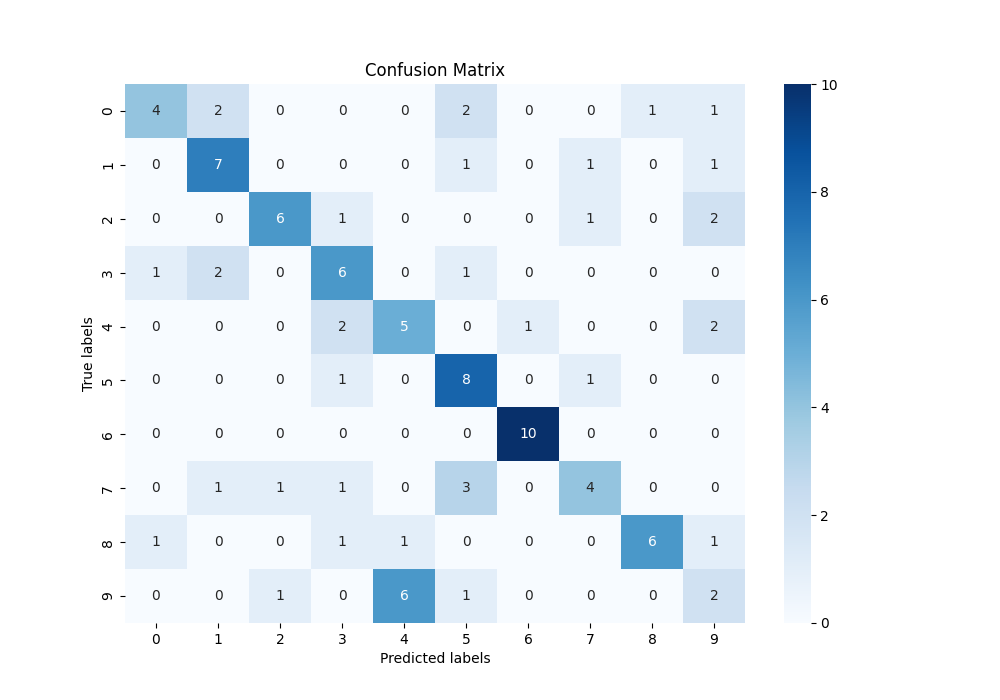 Confusion Matrix
0 4 2 0 0 0 2 0 0 1 1
1 0 7 0 0 0 1 0 1 0 1
2 0 0 6 1 0 0 0 1 0 2
3 1 2 0 6 0 1 0 0 0 0
4 0 0 0 2 5 0 1 0 0 2
5 0 0 0 1 0 8 0 1 0 0
6 0 0 0 0 0 0 10 0 0 0
7 0 1 1 1 0 3 0 4 0 0
8 1 0 0 1 1 0 0 0 6 1
9 0 0 1 0 6 1 0 0 0 2
0 1 2 3 4 5 6 7 8 9
Predicted labels
True labels
10
8
6
4
2
0